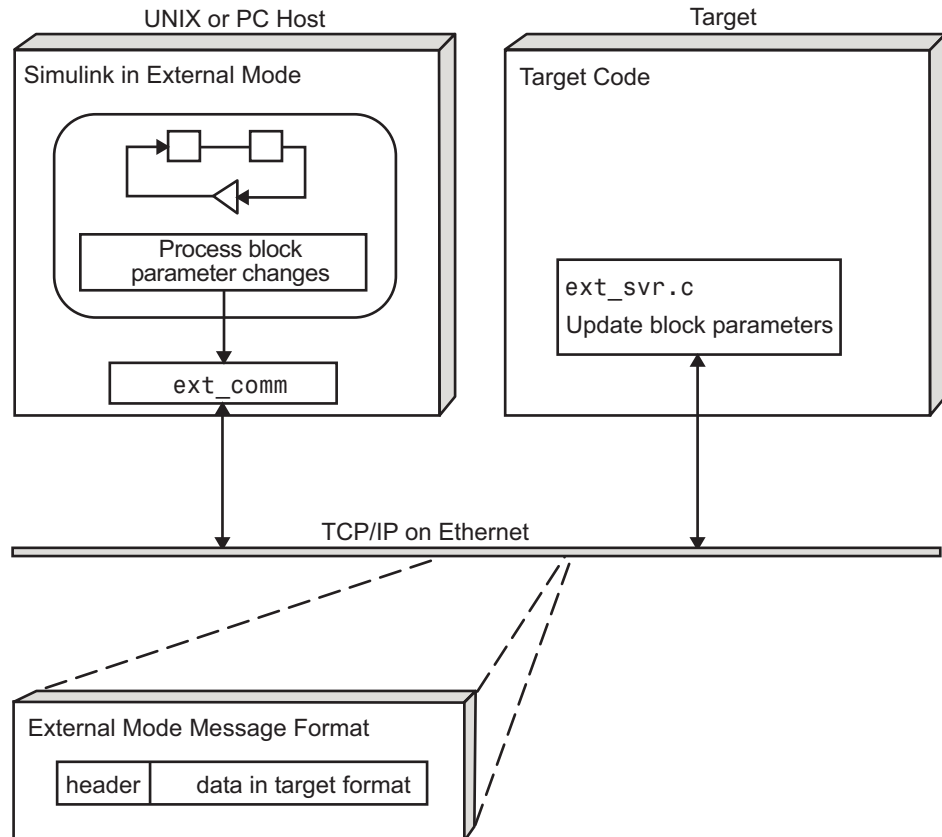 UNIX or PC Host
Simulink in External Mode
Process block
parameter changes
ext_comm
Target
Target Code
ext_svr.c
Update block parameters
TCP/IP on Ethernet
External Mode Message Format
header
data in target format